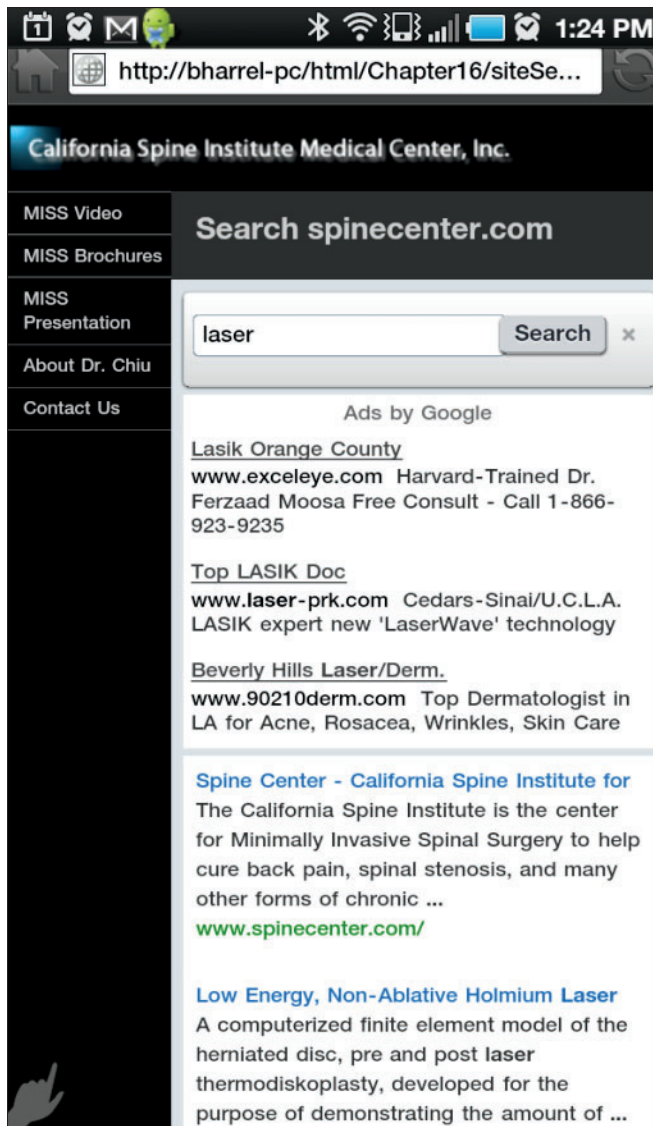 1
1:24 PM
http://bharrel-pc/html/Chapter16/siteSe...
California Spine Institute Medical Center, Inc.
MISS Video
MISS Brochures
MISS
Presentation
About Dr. Chiu
Contact Us
Search spinecenter.com
laser
Search
×
Ads by Google
Lasik Orange County
www.exceleye.com Harvard-Trained Dr.
Ferzaad Moosa Free Consult - Call 1-866-
923-9235
Top LASIK Doc
www.laser-prk.com Cedars-Sinai/U.C.L.A.
LASIK expert new 'LaserWave' technology
Beverly Hills Laser/Derm.
www.90210derm.com Top Dermatologist in
LA for Acne, Rosacea, Wrinkles, Skin Care
Spine Center - California Spine Institute for
The California Spine Institute is the center
for Minimally Invasive Spinal Surgery to help
cure back pain, spinal stenosis, and many
other forms of chronic ...
www.spinecenter.com/
Low Energy, Non-Ablative Holmium Laser
A computerized finite element model of the
herniated disc, pre and post laser
thermodiskoplasty, developed for the
purpose of demonstrating the amount of ...